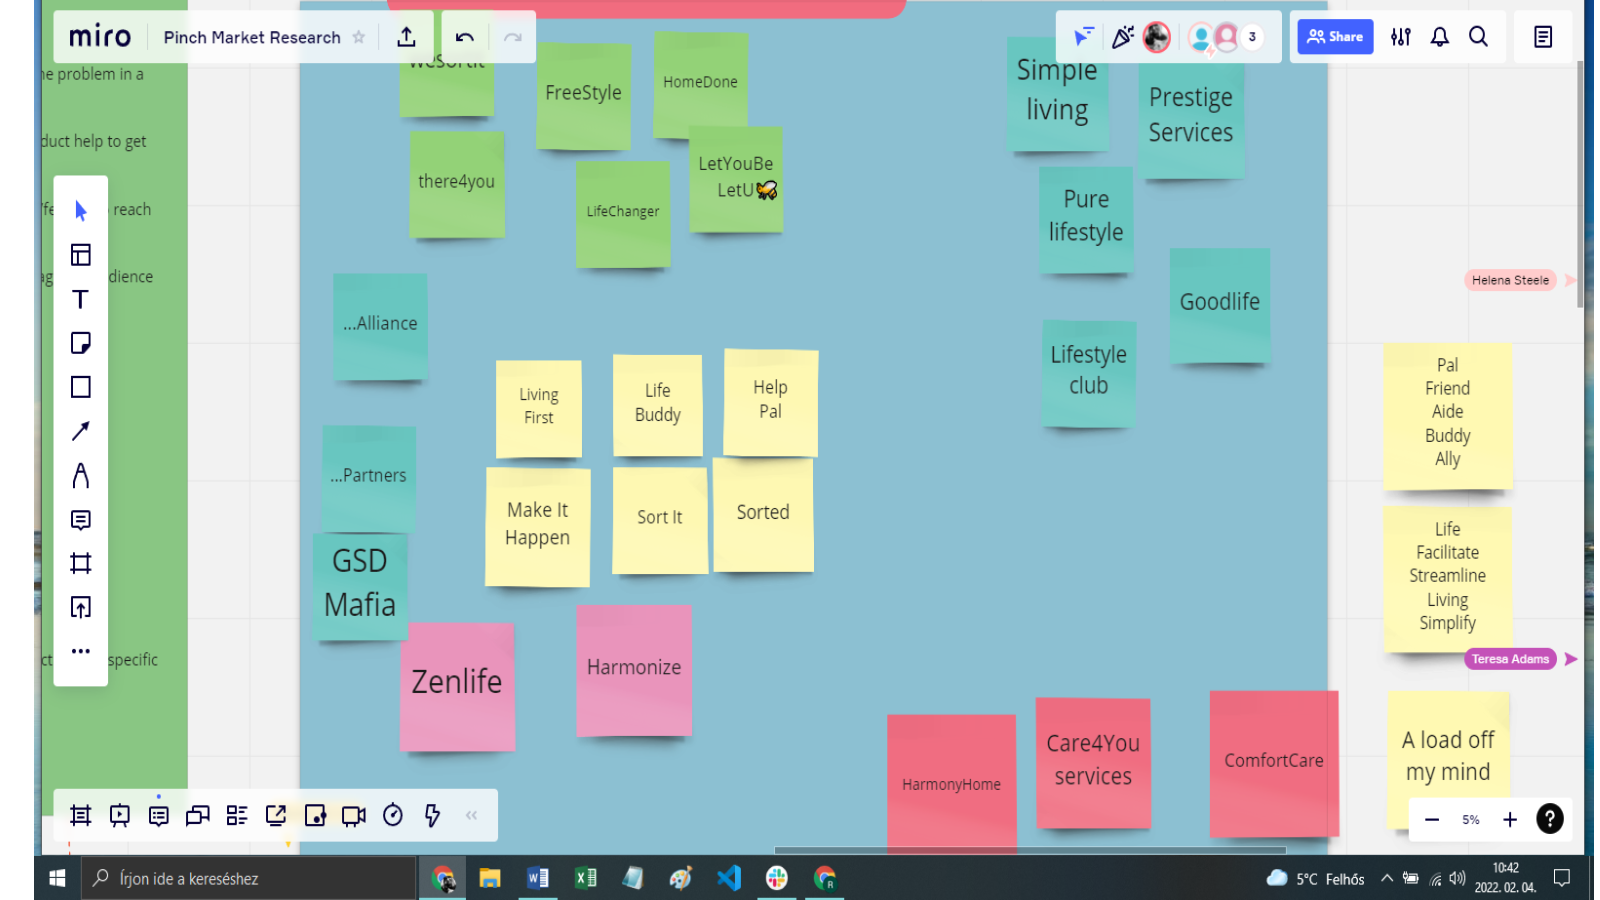 miro
Pinch Market Research
3
Share
ne problem in a
duct help to get
reach
dience
specific
FreeStyle
HomeDone
there4you
LifeChanger
LetYouBe
LetU
Simple
living
Prestige
Services
Pure
lifestyle
Goodlife
Lifestyle
club
...Alliance
...Partners
GSD
Mafia
Living
First
Life
Buddy
Help
Pal
Make It
Happen
Sort It
Sorted
Zenlife
Harmonize
HarmonyHome
Care4You
services
ComfortCare
Helena Steele
Pal
Friend
Aide
Buddy
Ally
Life
Facilitate
Streamline
Living
Simplify
Teresa Adams
A load off
my mind
5%
Írjon ide a kereséshez
5°C Felhős
10:42
2022. 02. 04.